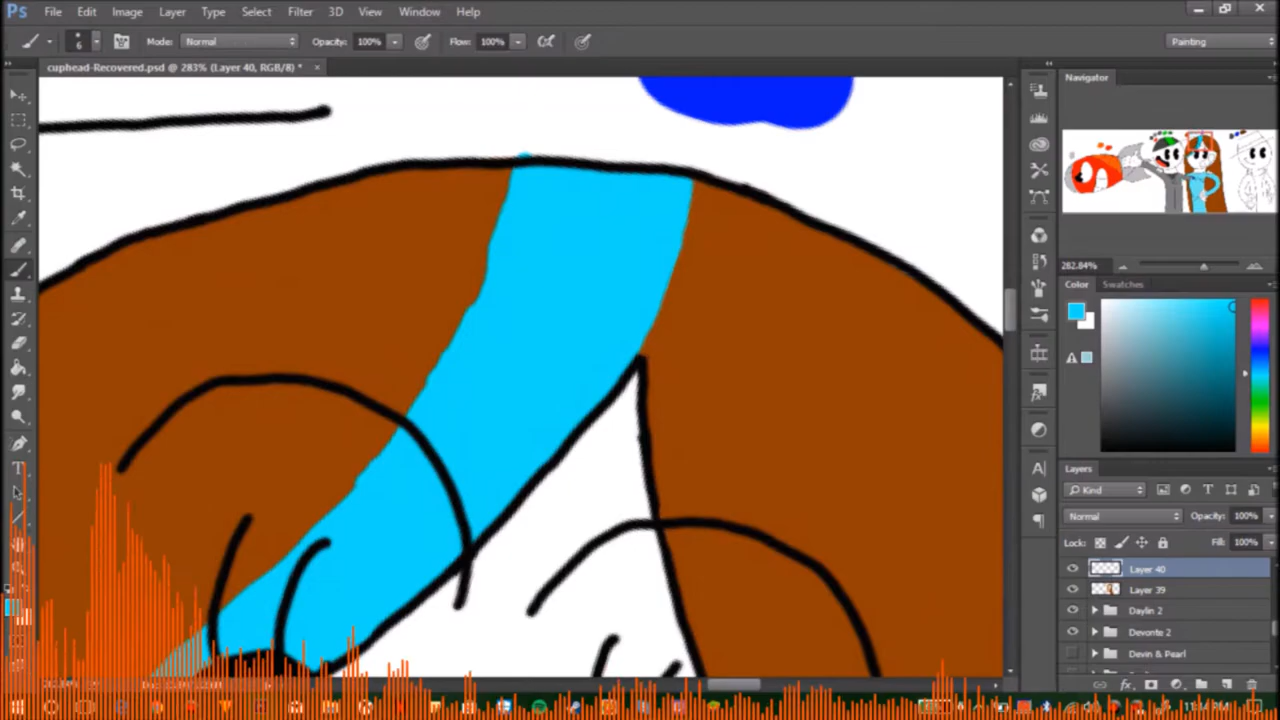 Ps File Edit Image Layer Type Select Filter 3D View Window Help
6 Mode: Normal Opacity: 100% Flow: 100% Painting
cuphead-Recovered.psd @ 283% (Layer 40, RGB/8) * ×
Navigator
282.84%
Color Swatches
Layers
Kind
Normal Opacity: 100%
Lock: Fill: 100%
Layer 40
Layer 39
Daylin 2
Devonte 2
Devin & Pearl